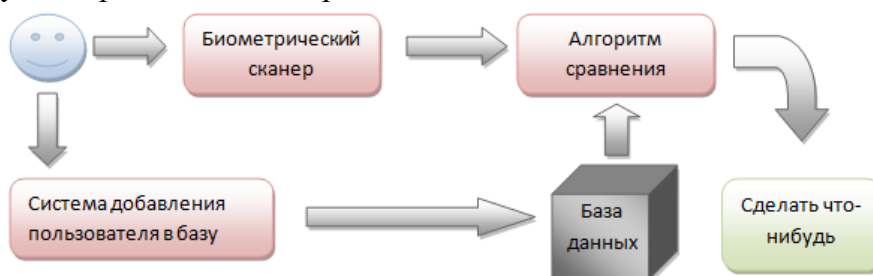 Биометрический
сканер
Алгоритм
сравнения
Система добавления
пользователя в базу
База
данных
Сделать что-
нибудь